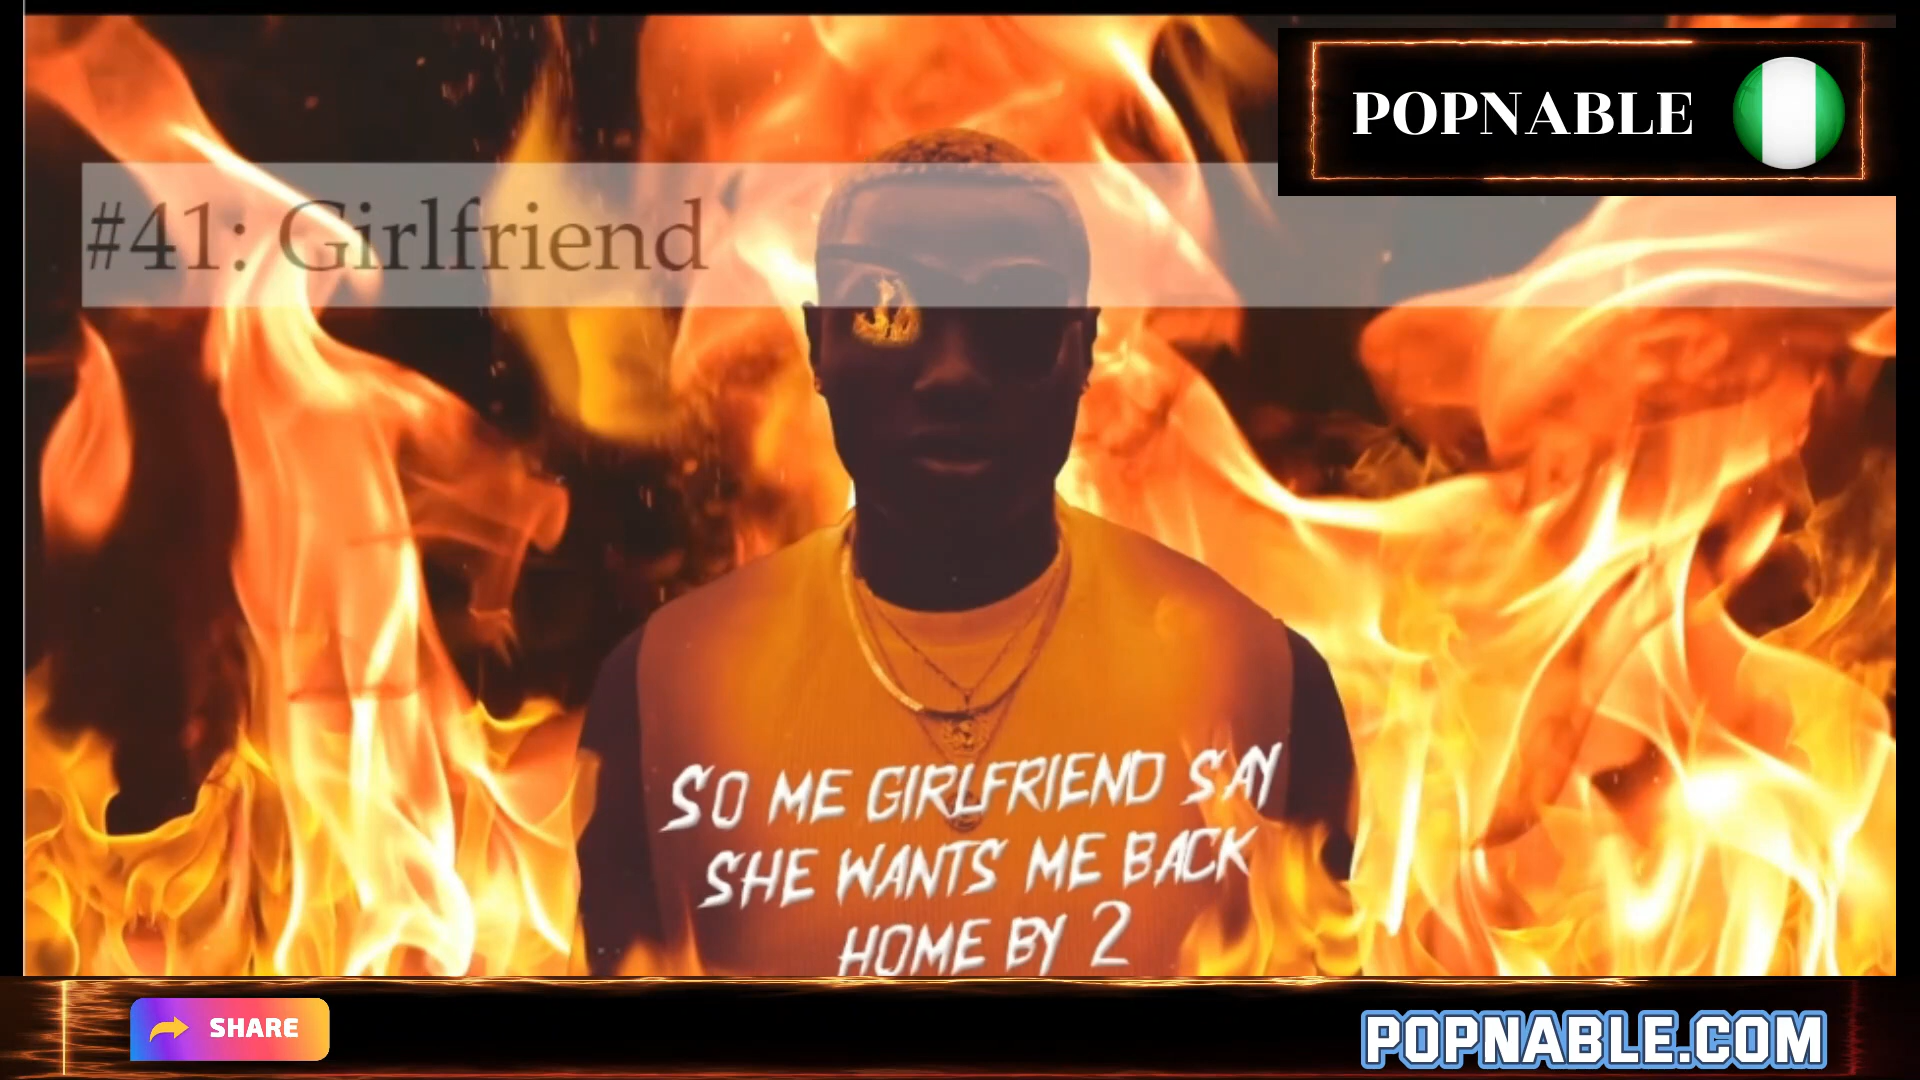 POPNABLE
#41: Girlfriend
SO ME GIRLFRIEND SAY
SHE WANTS ME BACK
HOME BY 2
SHARE
POPNABLE.COM